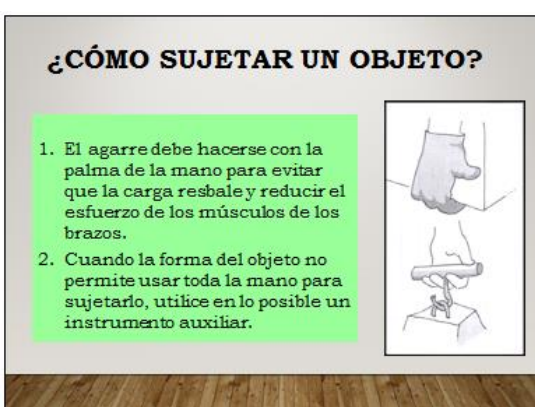 ¿CÓMO SUJETAR UN OBJETO?
1. El agarre debe hacerse con la
palma de la mano para evitar
que la carga resbale y reducir el
esfuerzo de los músculos de los
brazos.
2. Cuando la forma del objeto no
permite usar toda la mano para
sujetarlo, utilice en lo posible un
instrumento auxiliar.